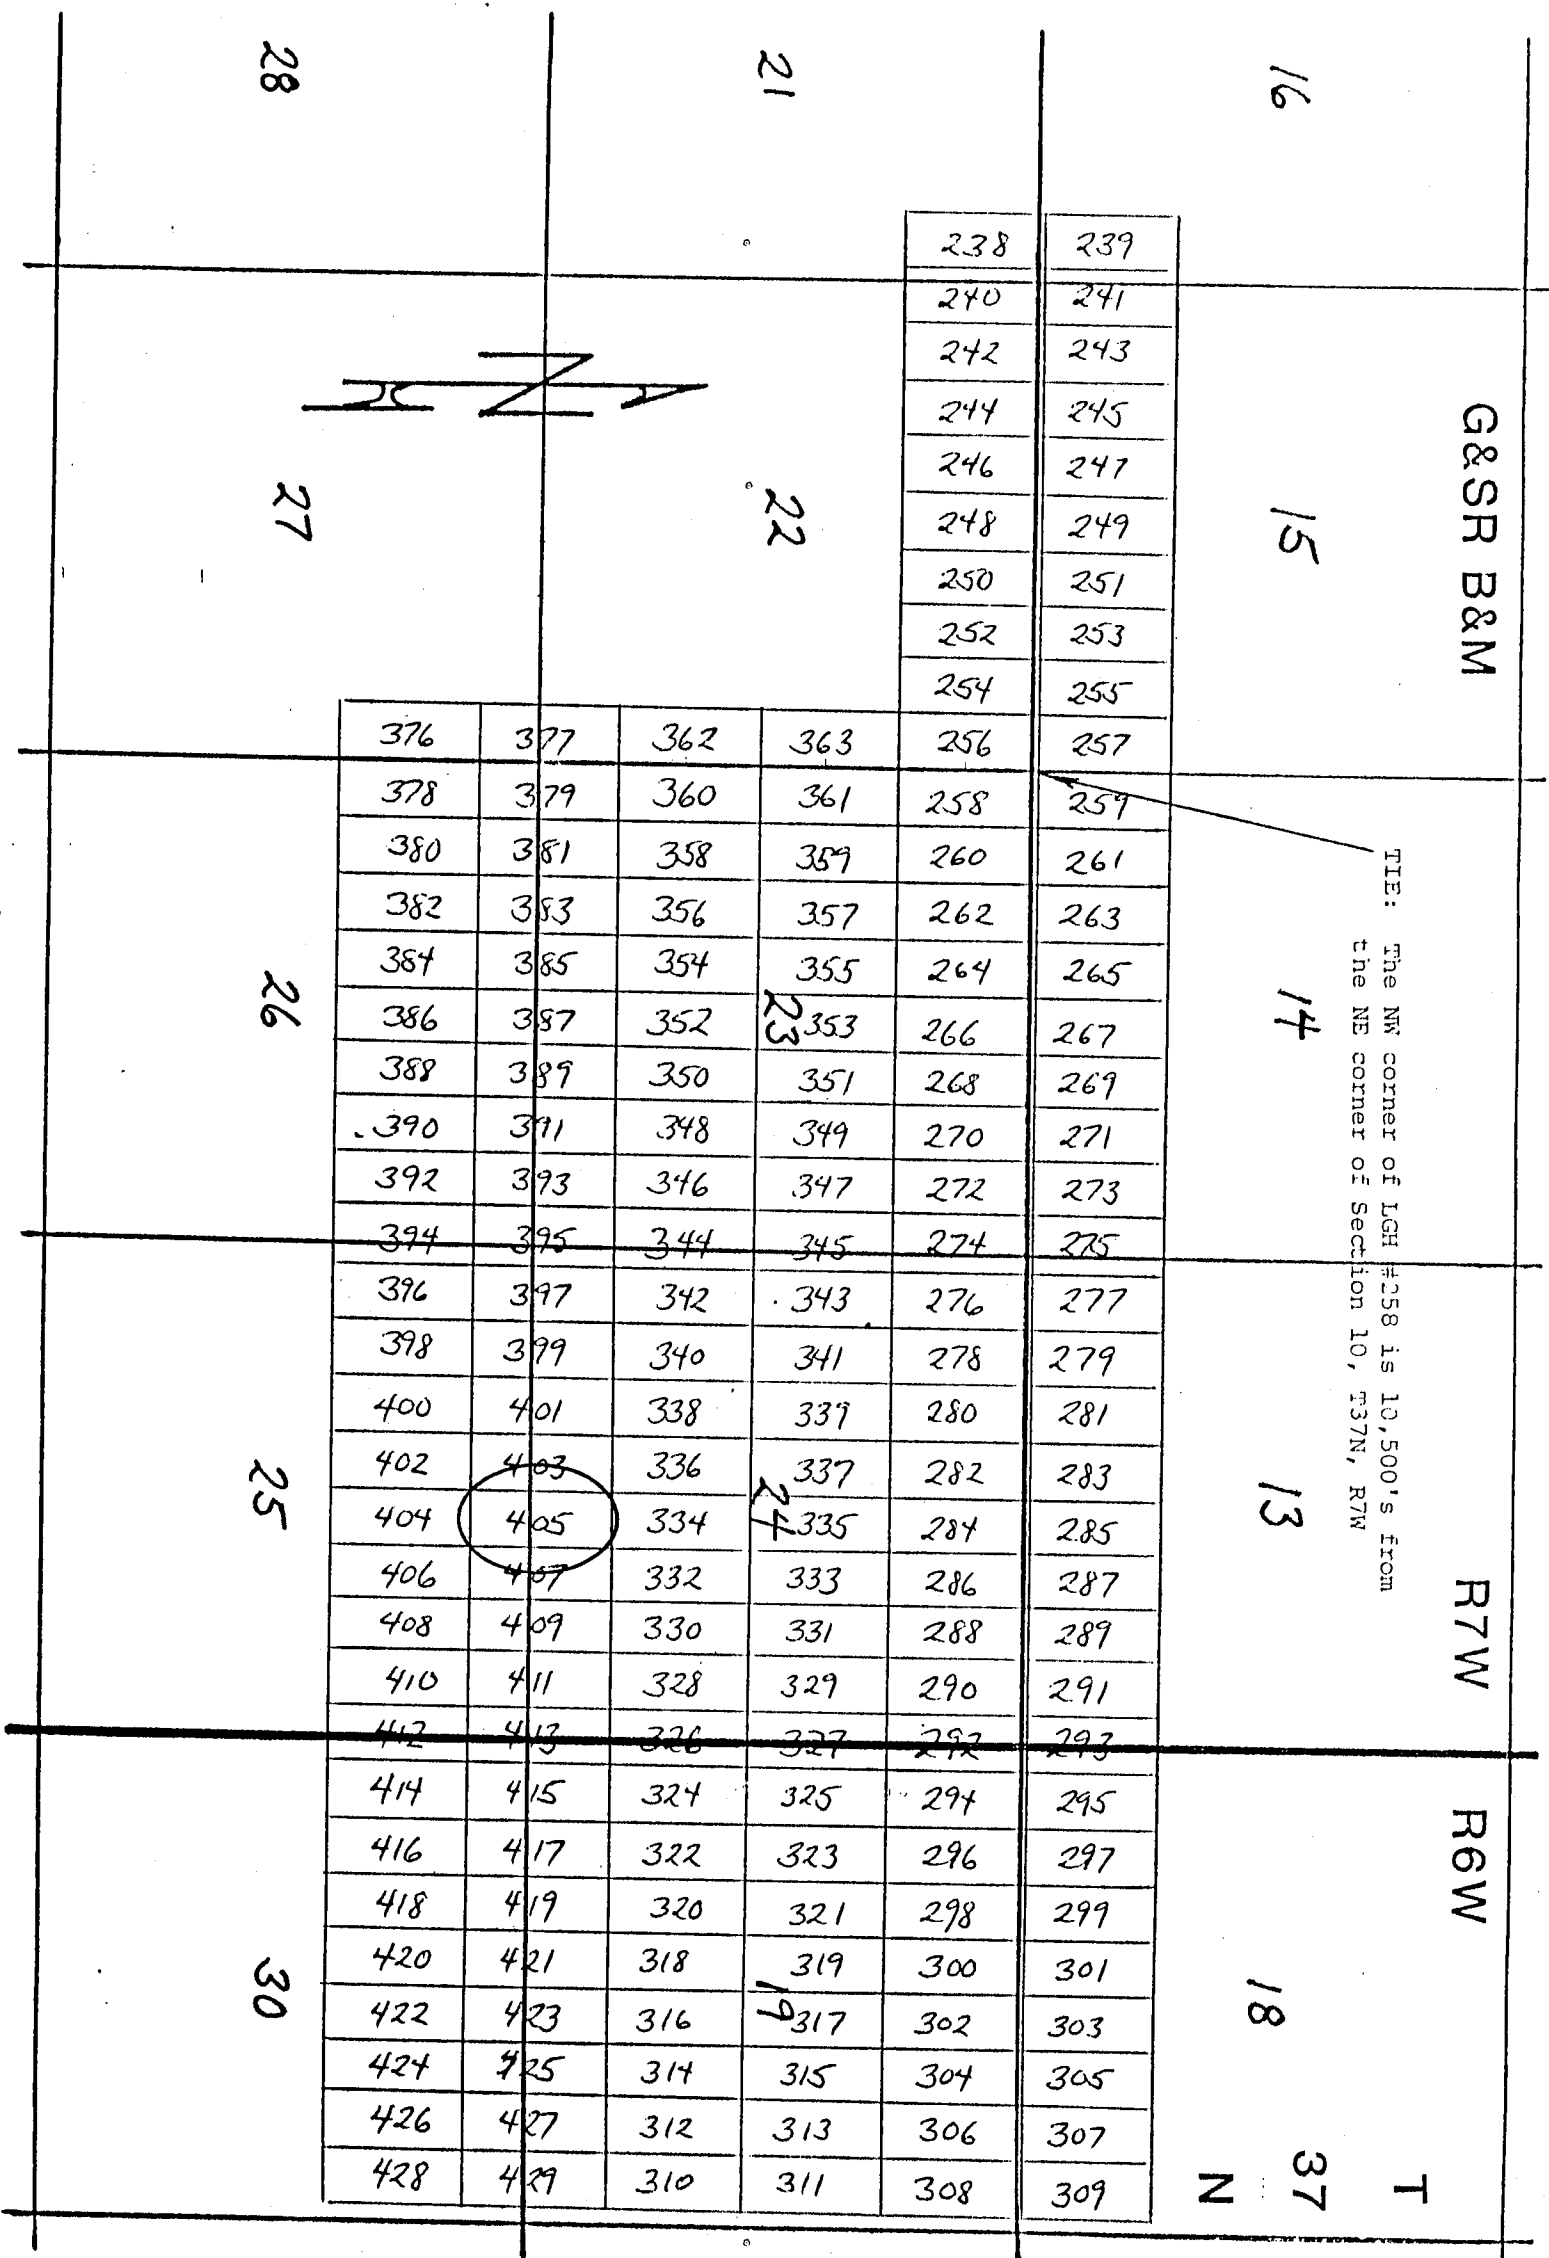 G&SR B&M
R7W
R6W
T
37
N
16
15
14
13
18
TIE: The NW corner of LGH #258 is 10,500's from
the NE corner of Section 10, T37N, R7W
21
22
23
24
19
28
27
26
25
30
238 239
240 241
242 243
244 245
246 247
248 249
250 251
252 253
254 255
376 377 362 363 256 257
378 379 360 361 258 259
380 381 358 359 260 261
382 383 356 357 262 263
384 385 354 355 264 265
386 387 352 353 266 267
388 389 350 351 268 269
390 391 348 349 270 271
392 393 346 347 272 273
394 395 344 345 274 275
396 397 342 343 276 277
398 399 340 341 278 279
400 401 338 339 280 281
402 403 336 337 282 283
404 405 334 335 284 285
406 407 332 333 286 287
408 409 330 331 288 289
410 411 328 329 290 291
412 413 326 327 292 293
414 415 324 325 294 295
416 417 322 323 296 297
418 419 320 321 298 299
420 421 318 319 300 301
422 423 316 317 302 303
424 425 314 315 304 305
426 427 312 313 306 307
428 429 310 311 308 309
N